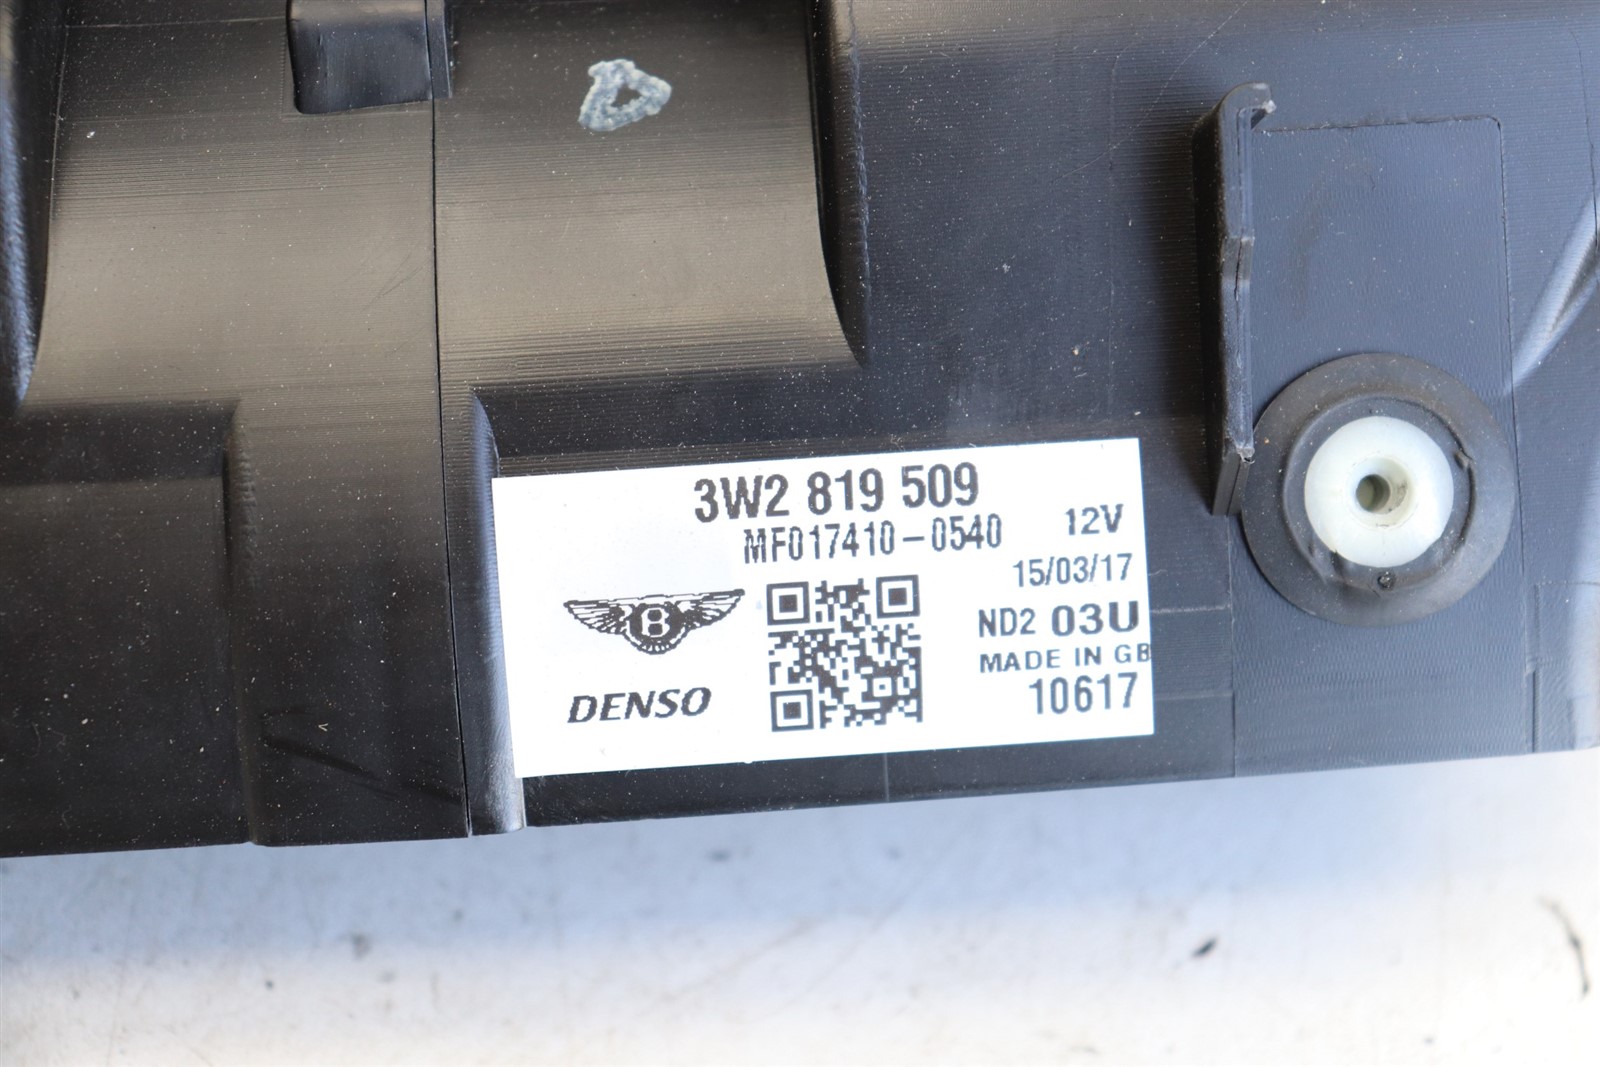 3W2 819 509
MF017410-0540 12V
15/03/17
B
ND2 03U
MADE IN GB
DENSO
10617